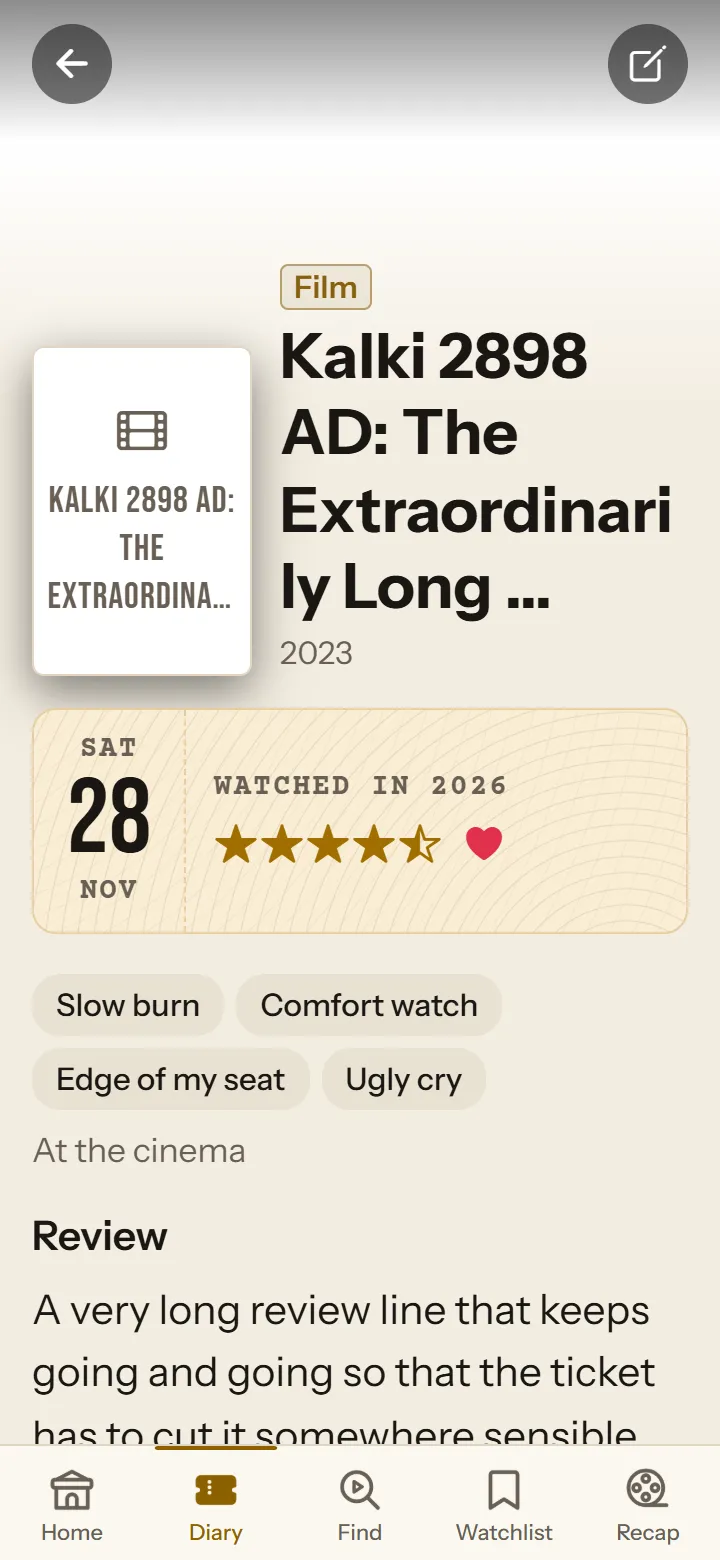 Film
Kalki 2898
AD: The
Extraordinari
ly Long ...
2023
KALKI 2898 AD:
THE
EXTRAORDINA...
SAT
28
NOV
WATCHED IN 2026
Slow burn
Comfort watch
Edge of my seat
Ugly cry
At the cinema
Review
A very long review line that keeps
going and going so that the ticket
has to cut it somewhere sensible
Home
Diary
Find
Watchlist
Recap